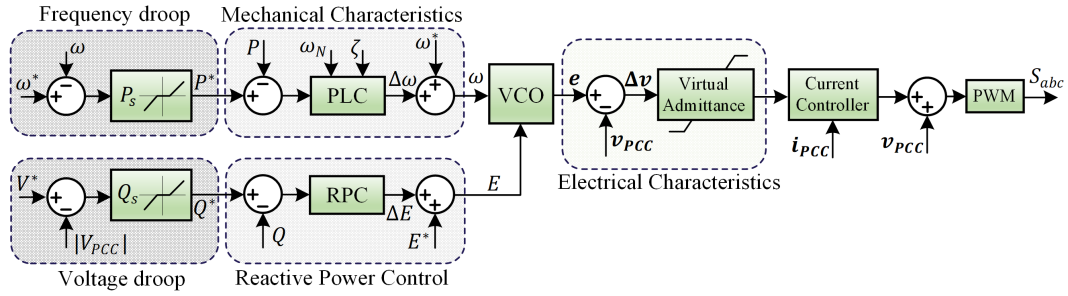 Frequency droop
Mechanical Characteristics
ω
ω*
P_s
P*
P
ω_N
ζ
PLC
Δω
ω*
ω
VCO
e
Δv
v_PCC
Virtual
Admittance
Electrical Characteristics
Current
Controller
i_PCC
v_PCC
PWM
S_abc
V*
Q_s
Q*
|V_PCC|
Voltage droop
Q
RPC
ΔE
E*
E
Reactive Power Control